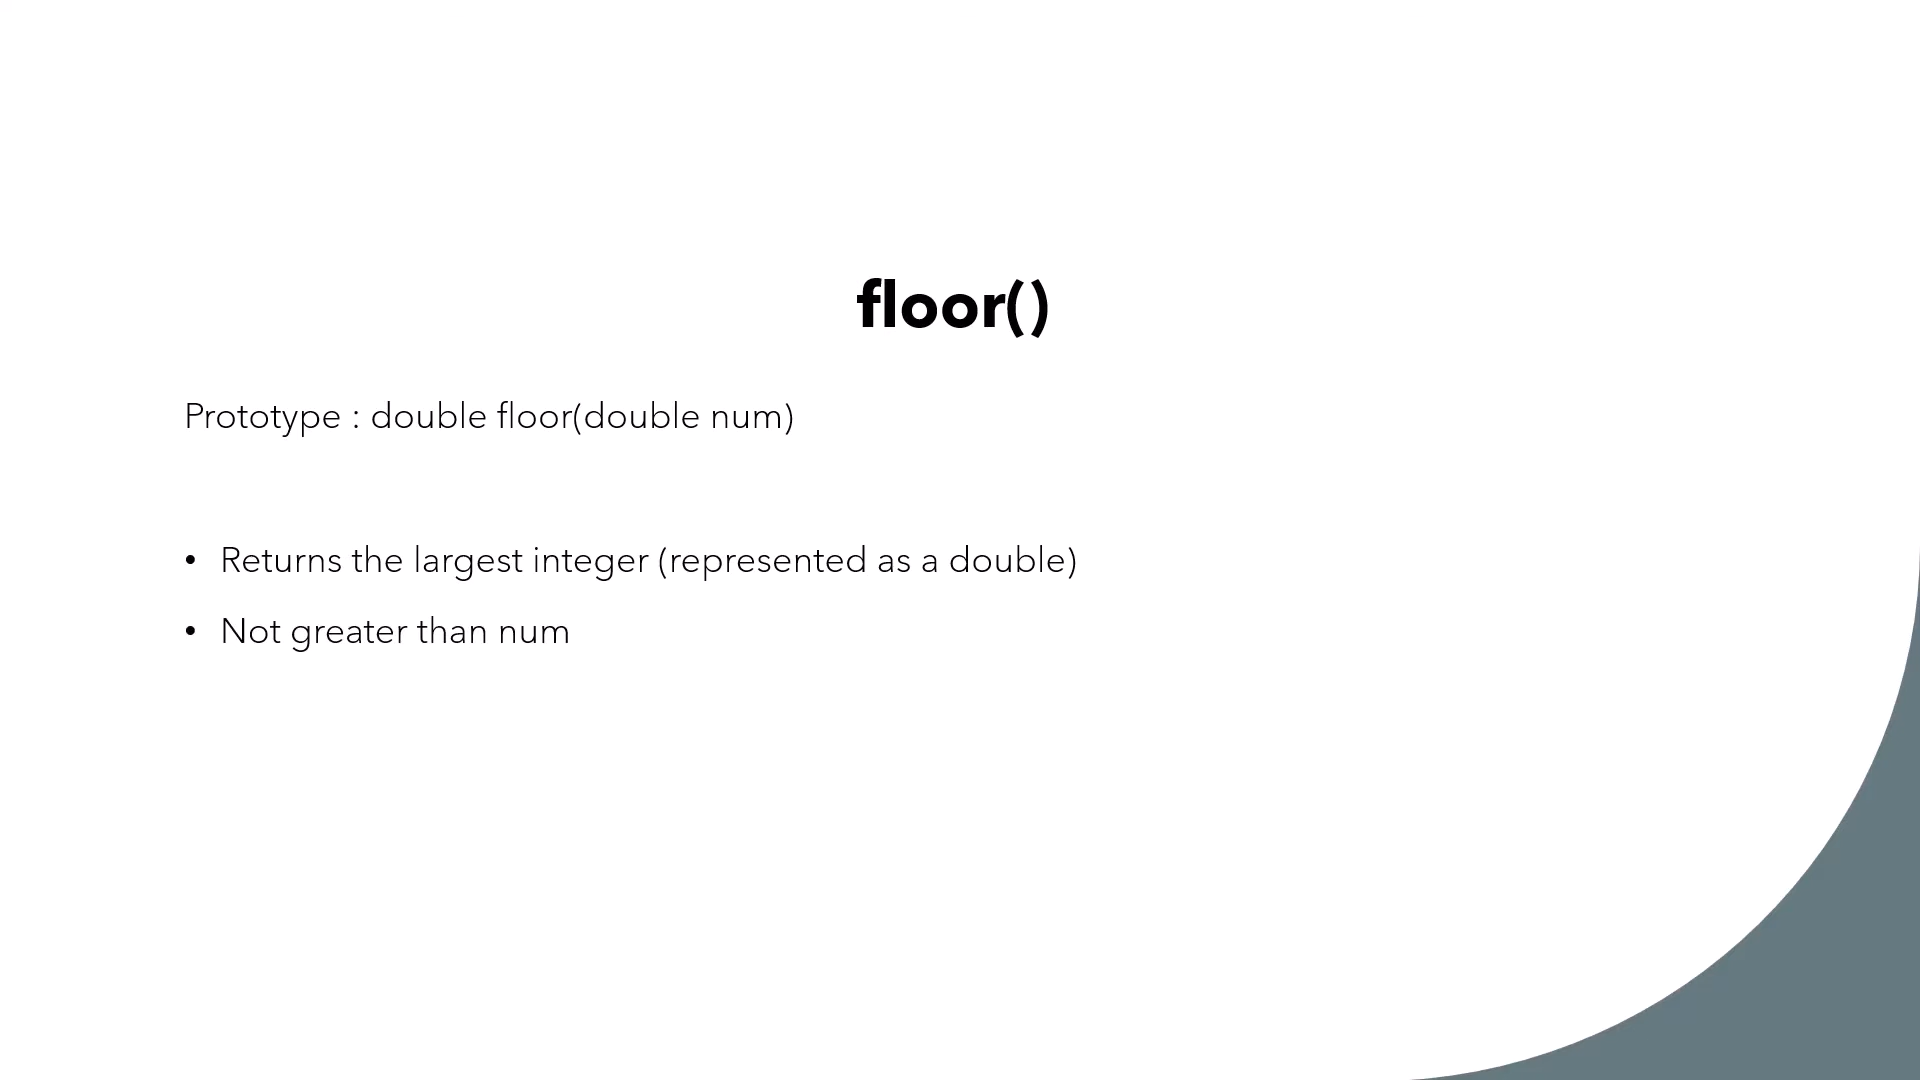 floor()
Prototype : double floor(double num)
• Returns the largest integer (represented as a double)
• Not greater than num